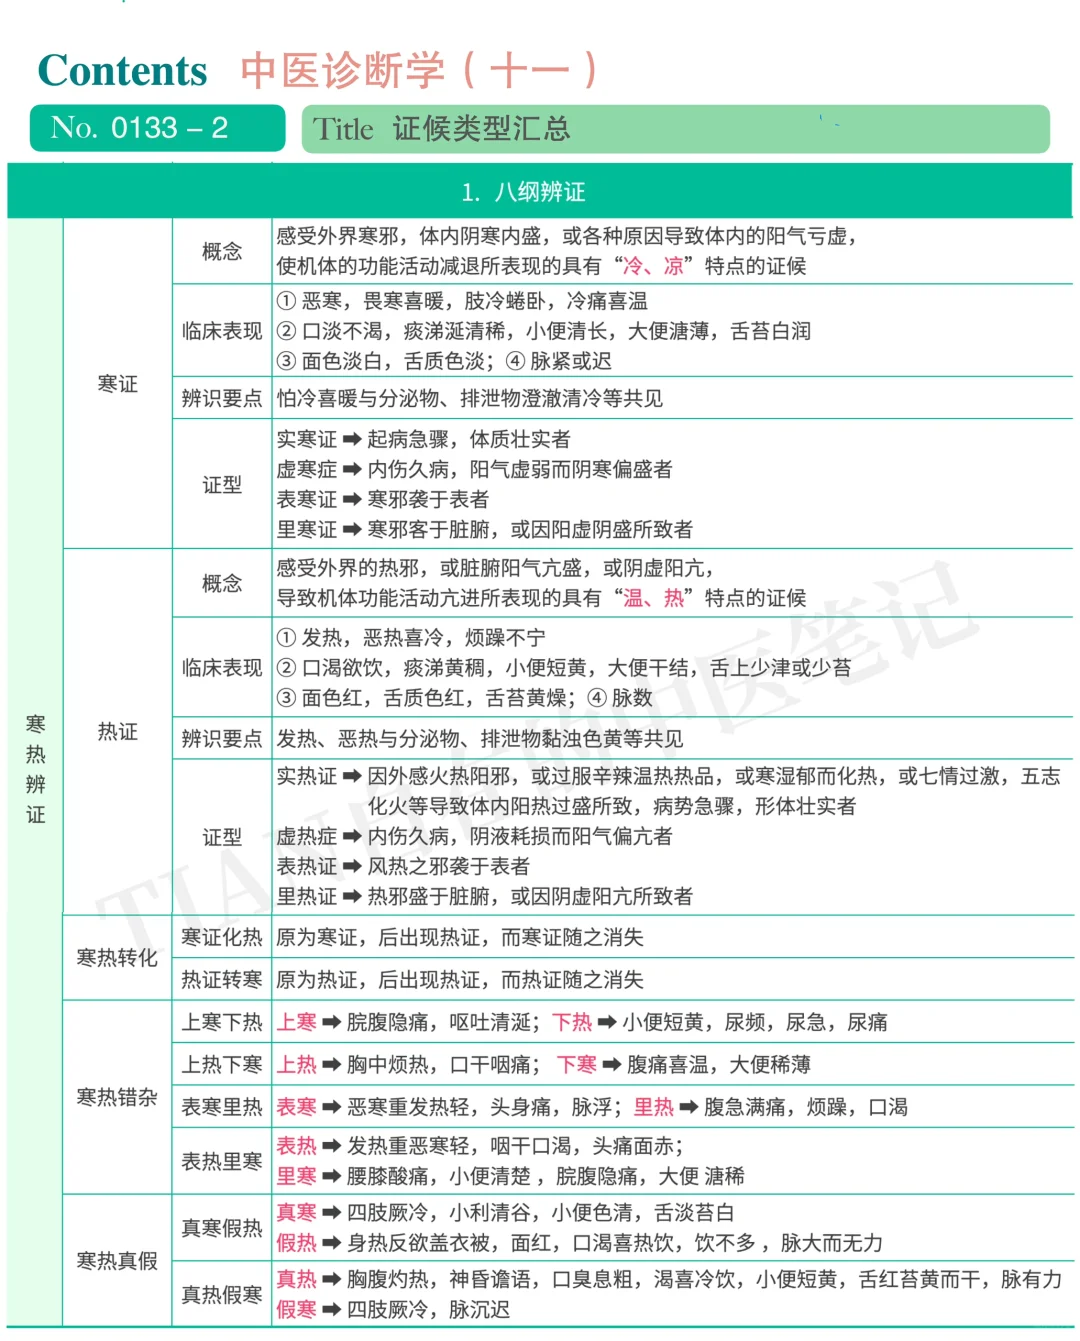 Contents 中医诊断学（十一）
No. 0133 – 2
Title 证候类型汇总
1. 八纲辨证
寒热辨证
寒证
概念
感受外界寒邪，体内阴寒内盛，或各种原因导致体内的阳气亏虚，
使机体的功能活动减退所表现的具有“冷、凉”特点的证候
临床表现
① 恶寒，畏寒喜暖，肢冷蜷卧，冷痛喜温
② 口淡不渴，痰涕涎清稀，小便清长，大便溏薄，舌苔白润
③ 面色淡白，舌质色淡；④ 脉紧或迟
辨识要点
怕冷喜暖与分泌物、排泄物澄澈清冷等共见
证型
实寒证➡起病急骤，体质壮实者
虚寒症➡内伤久病，阳气虚弱而阴寒偏盛者
表寒证➡寒邪袭于表者
里寒证➡寒邪客于脏腑，或因阳虚阴盛所致者
热证
概念
感受外界的热邪，或脏腑阳气亢盛，或阴虚阳亢，
导致机体功能活动亢进所表现的具有“温、热”特点的证候
临床表现
① 发热，恶热喜冷，烦躁不宁
② 口渴欲饮，痰涕黄稠，小便短黄，大便干结，舌上少津或少苔
③ 面色红，舌质色红，舌苔黄燥；④ 脉数
辨识要点
发热、恶热与分泌物、排泄物黏浊色黄等共见
证型
实热证➡因外感火热阳邪，或过服辛辣温热热品，或寒湿郁而化热，或七情过激，五志
化火等导致体内阳热过盛所致，病势急骤，形体壮实者
虚热症➡内伤久病，阴液耗损而阳气偏亢者
表热证➡风热之邪袭于表者
里热证➡热邪盛于脏腑，或因阴虚阳亢所致者
寒热转化
寒证化热
原为寒证，后出现热证，而寒证随之消失
热证转寒
原为热证，后出现热证，而热证随之消失
寒热错杂
上寒下热
上寒➡脘腹隐痛，呕吐清涎；下热➡小便短黄，尿频，尿急，尿痛
上热下寒
上热➡胸中烦热，口干咽痛； 下寒➡腹痛喜温，大便稀薄
表寒里热
表寒➡恶寒重发热轻，头身痛，脉浮；里热➡腹急满痛，烦躁，口渴
表热里寒
表热➡发热重恶寒轻，咽干口渴，头痛面赤；
里寒➡腰膝酸痛，小便清楚 ，脘腹隐痛，大便 溏稀
寒热真假
真寒假热
真寒➡四肢厥冷，小利清谷，小便色清，舌淡苔白
假热➡身热反欲盖衣被，面红，口渴喜热饮，饮不多 ，脉大而无力
真热假寒
真热➡胸腹灼热，神昏谵语，口臭息粗，渴喜冷饮，小便短黄，舌红苔黄而干，脉有力
假寒➡四肢厥冷，脉沉迟